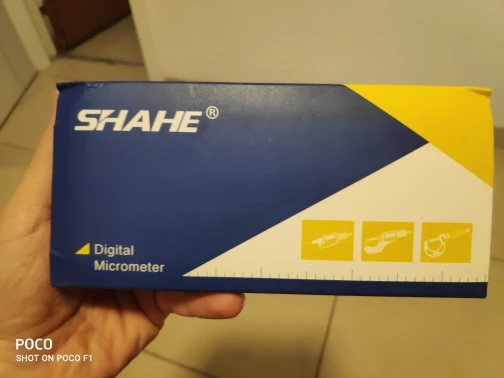 SHAHE®
Digital
Micrometer
POCO
SHOT ON POCO F1